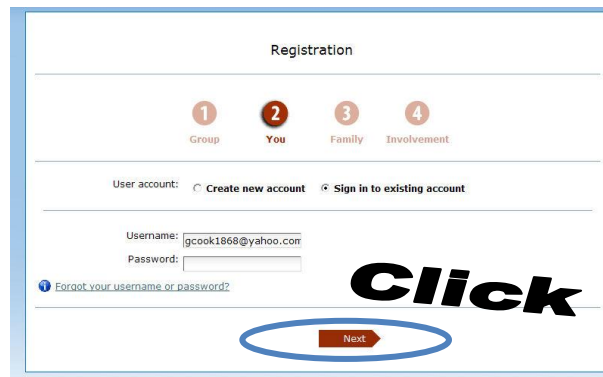 Registration
1 2 3 4
Group You Family Involvement
User account: Create new account Sign in to existing account
Username: gcook1868@yahoo.com
Password:
Forgot your username or password?
Click
Next